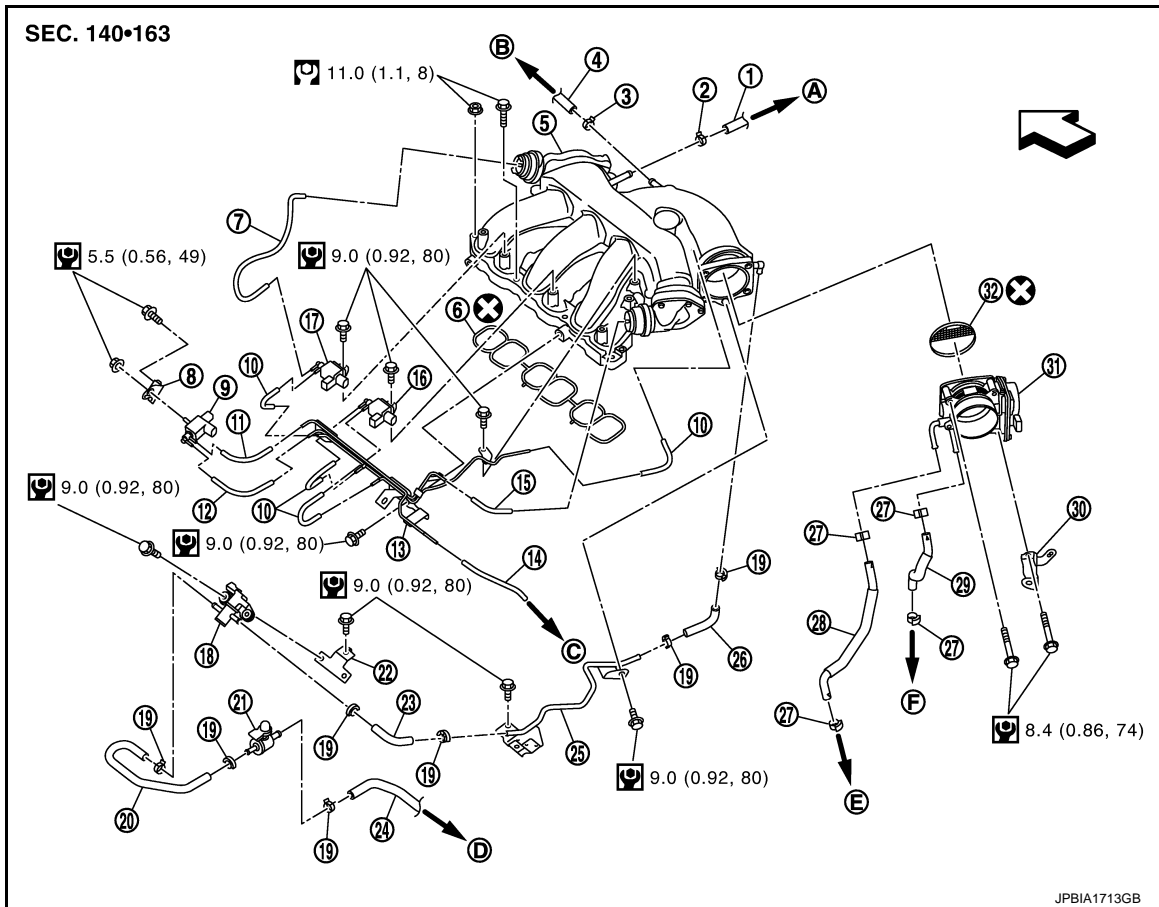 SEC. 140•163
B
4
1
A
11.0 (1.1, 8)
3
2
5
7
5.5 (0.56, 49)
9.0 (0.92, 80)
6
32
17
10
8
9
16
31
11
10
12
10
15
9.0 (0.92, 80)
13
27
27
30
9.0 (0.92, 80)
14
19
29
9.0 (0.92, 80)
18
22
C
19
26
28
27
F
21
23
19
19
19
25
27
8.4 (0.86, 74)
19
9.0 (0.92, 80)
20
19
24
D
E
JPBIA1713GB